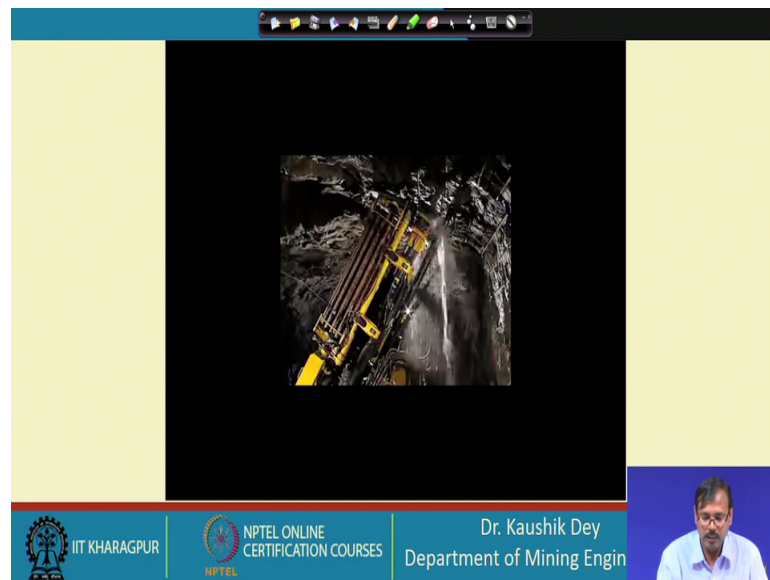 IIT KHARAGPUR
NPTEL
NPTEL ONLINE
CERTIFICATION COURSES
Dr. Kaushik Dey
Department of Mining Engin